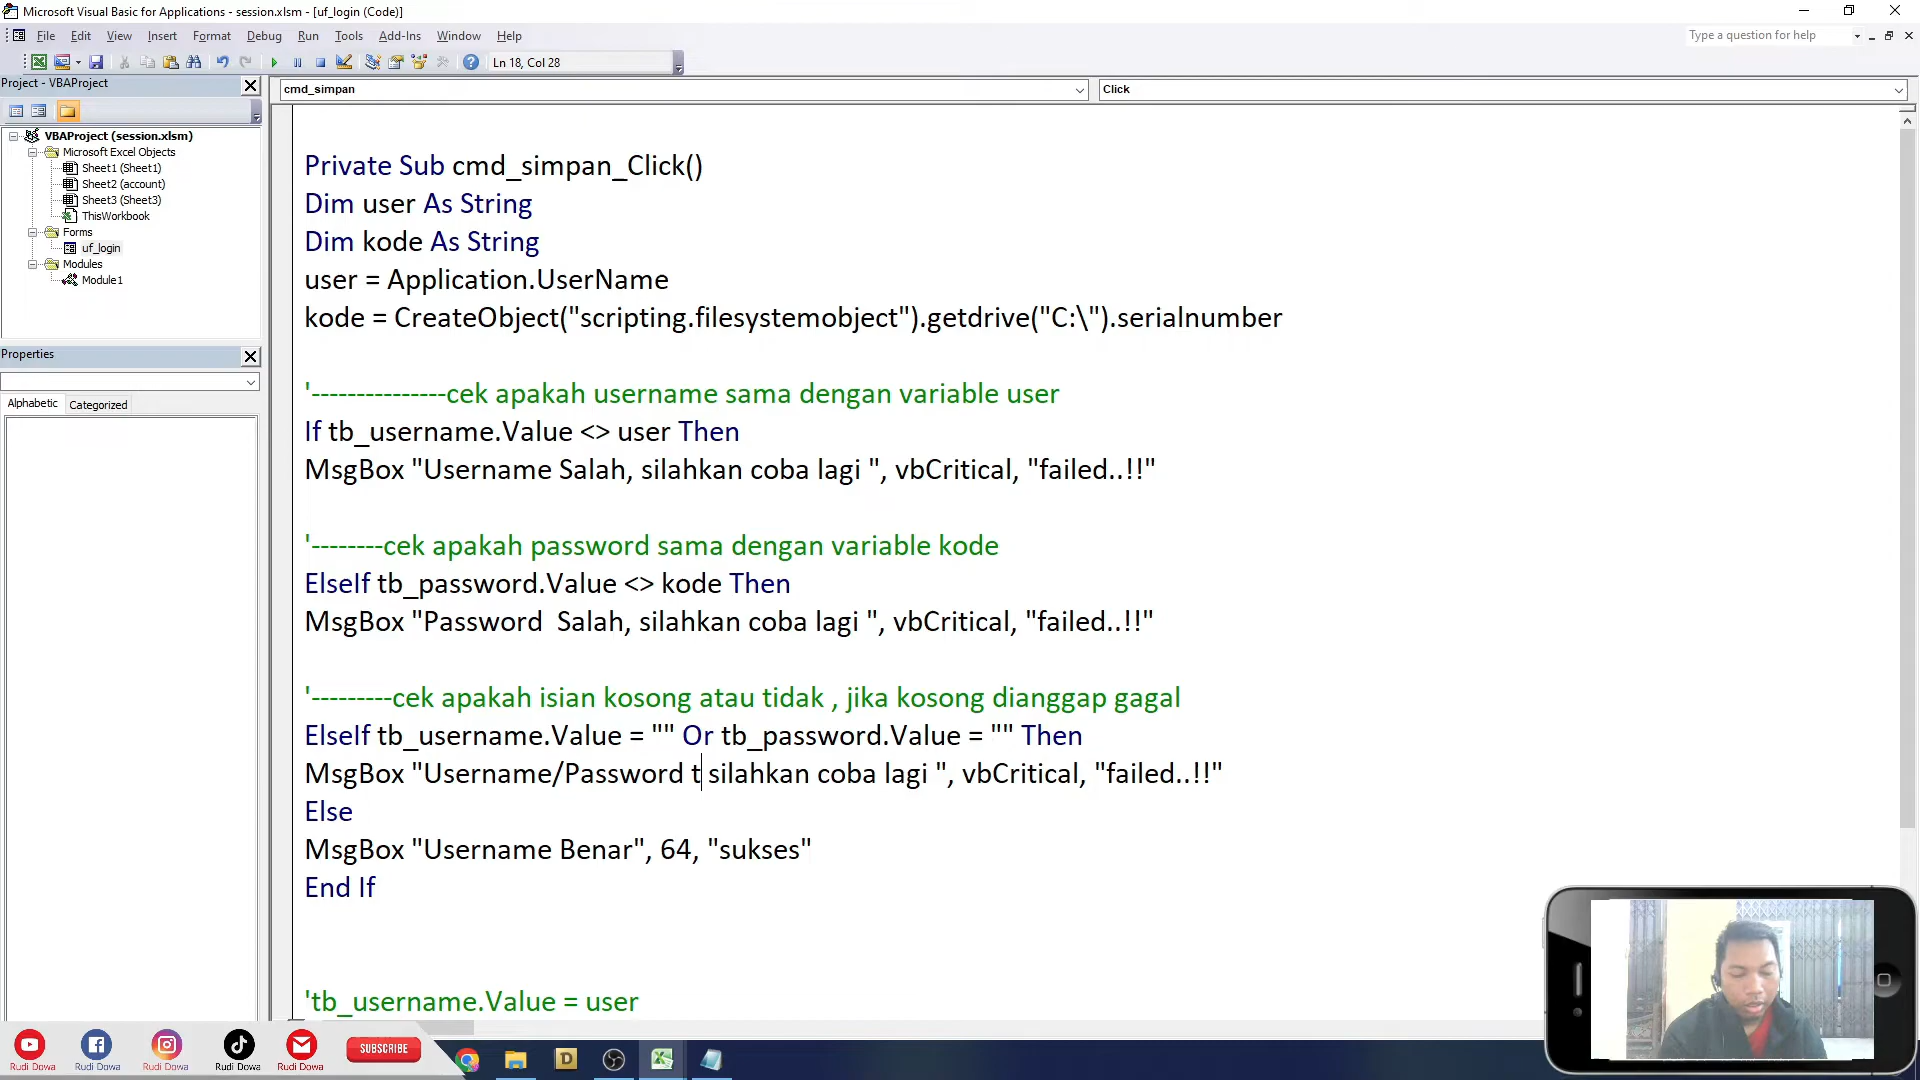 Microsoft Visual Basic for Applications - session.xlsm - [uf_login (Code)]
File Edit View Insert Format Debug Run Tools Add-Ins Window Help
Type a question for help
Ln 18, Col 28
Project - VBAProject
cmd_simpan
Click
VBAProject (session.xlsm)
Microsoft Excel Objects
Sheet1 (Sheet1)
Sheet2 (account)
Sheet3 (Sheet3)
ThisWorkbook
Forms
uf_login
Modules
Module1
Properties
Alphabetic Categorized
Private Sub cmd_simpan_Click()
Dim user As String
Dim kode As String
user = Application.UserName
kode = CreateObject("scripting.filesystemobject").getdrive("C:\").serialnumber
'---------------cek apakah username sama dengan variable user
If tb_username.Value <> user Then
MsgBox "Username Salah, silahkan coba lagi ", vbCritical, "failed..!!"
'--------cek apakah password sama dengan variable kode
ElseIf tb_password.Value <> kode Then
MsgBox "Password  Salah, silahkan coba lagi ", vbCritical, "failed..!!"
'---------cek apakah isian kosong atau tidak , jika kosong dianggap gagal
ElseIf tb_username.Value = "" Or tb_password.Value = "" Then
MsgBox "Username/Password t silahkan coba lagi ", vbCritical, "failed..!!"
Else
MsgBox "Username Benar", 64, "sukses"
End If
'tb_username.Value = user
Rudi Dowa
Rudi Dowa
Rudi Dowa
Rudi Dowa
Rudi Dowa
SUBSCRIBE